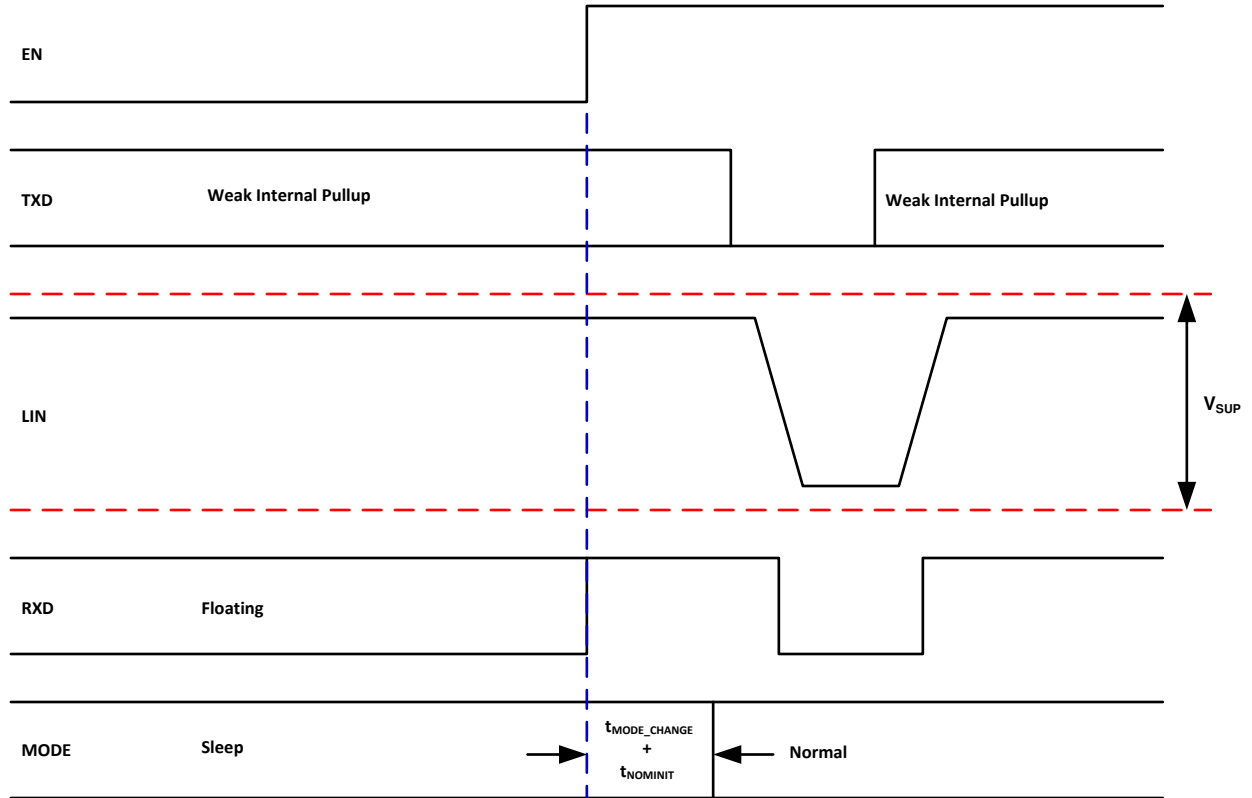 EN
TXD
Weak Internal Pullup
Weak Internal Pullup
LIN
VSUP
RXD
Floating
MODE
Sleep
tMODE_CHANGE
+
tNOMINIT
Normal